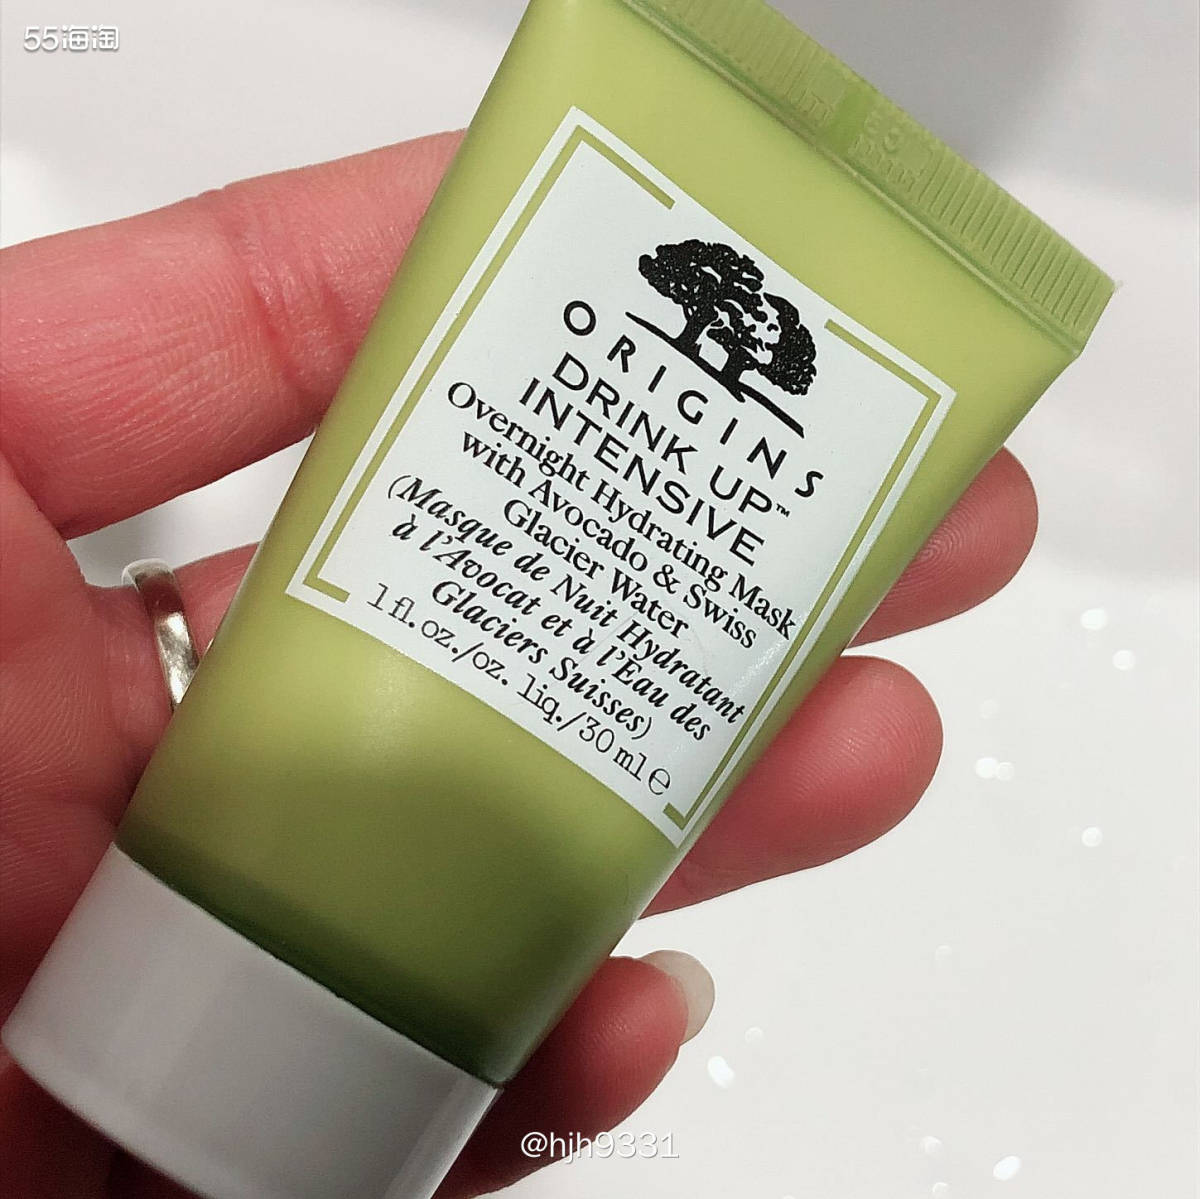 55海淘
ORIGINS
DRINK UP™
INTENSIVE
Overnight Hydrating Mask
with Avocado & Swiss
Glacier Water
(Masque de Nuit Hydratant
à l'Avocat et à l'Eau des
Glaciers Suisses)
1 fl. oz./oz. liq./30 ml e
@hjh9331